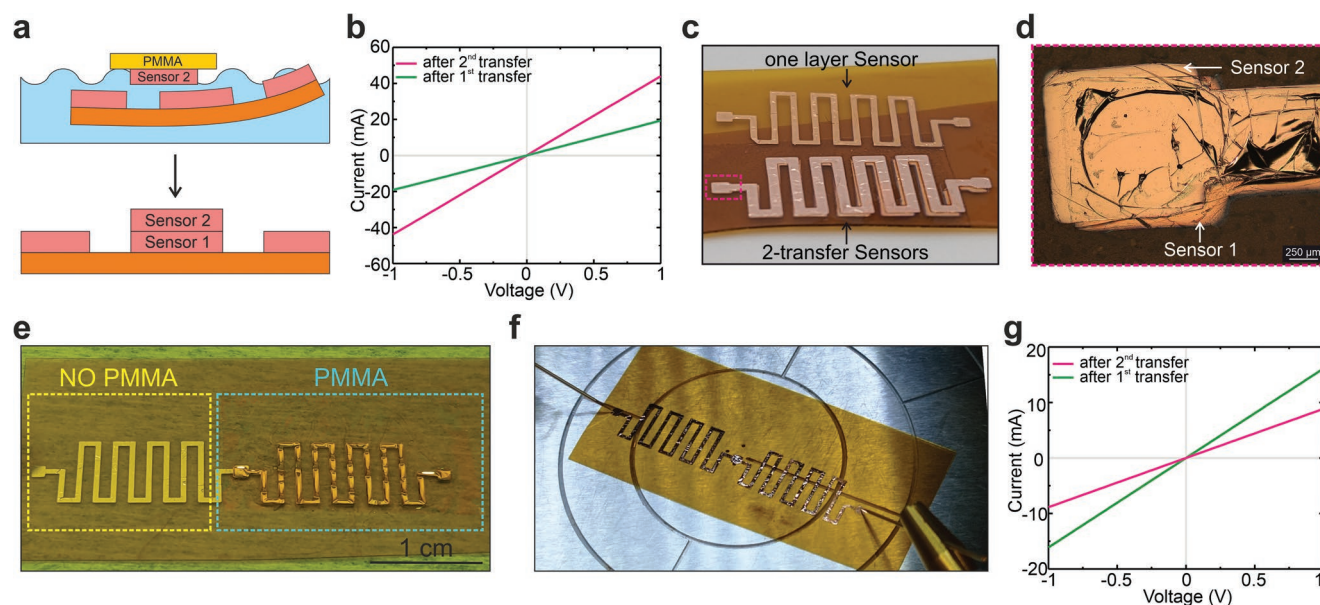 a
PMMA
Sensor 2
Sensor 2
Sensor 1
b
after 2nd transfer
after 1st transfer
Current (mA)
60
40
20
0
-20
-40
-60
-1
-0.5
0
0.5
1
Voltage (V)
c
one layer Sensor
2-transfer Sensors
d
Sensor 2
Sensor 1
250 µm
e
NO PMMA
PMMA
1 cm
f
g
after 2nd transfer
after 1st transfer
Current (mA)
20
10
0
-10
-20
-1
-0.5
0
0.5
1
Voltage (V)